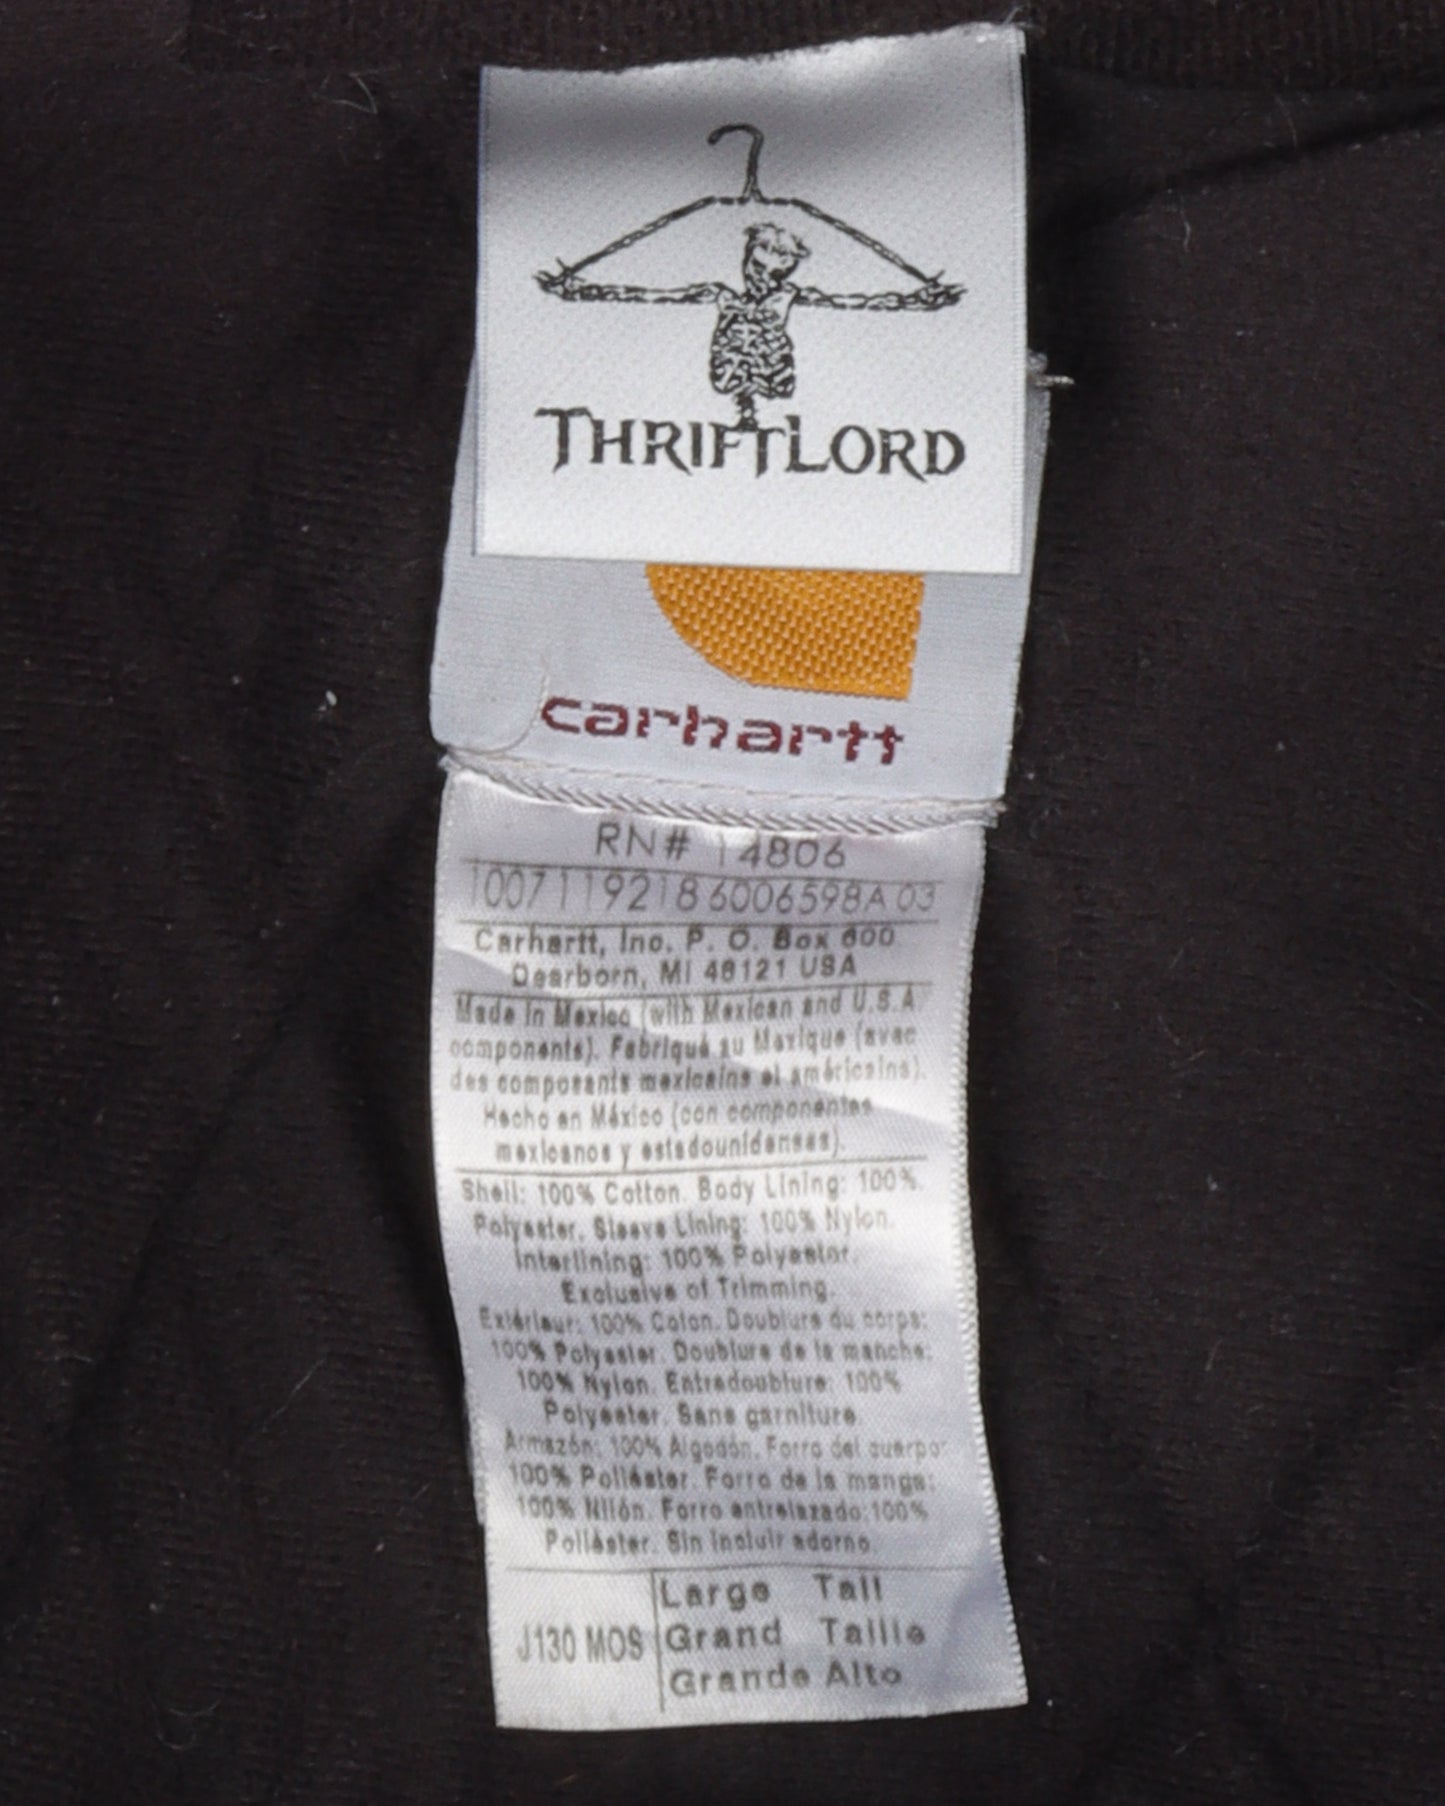 THRIFTLORD
carhartt
RN# 14806
1007119218 6006598A 03
Carhartt, Inc. P. O. Box 600
Dearborn, MI 48121 USA
Made in Mexico (with Mexican and U.S.A
components). Fabriqué au Mexique (avec
des composants mexicains et américains).
Hecho en México (con componentes
mexicanos y estadounidenses).
Shell: 100% Cotton. Body Lining: 100%.
Polyester. Sleeve Lining: 100% Nylon.
Interlining: 100% Polyester.
Exclusive of Trimming.
Extérieur: 100% Coton. Doublure du corps:
100% Polyester. Doublure de la manche:
100% Nylon. Entredoublure: 100%
Polyester. Sans garniture.
Armazón: 100% Algodón. Forro del cuerpo:
100% Poliéster. Forro de la manga:
100% Nilón. Forro entrelazado:100%
Poliéster. Sin incluir adorno.
J130 MOS
Large Tall
Grand Taille
Grande Alto